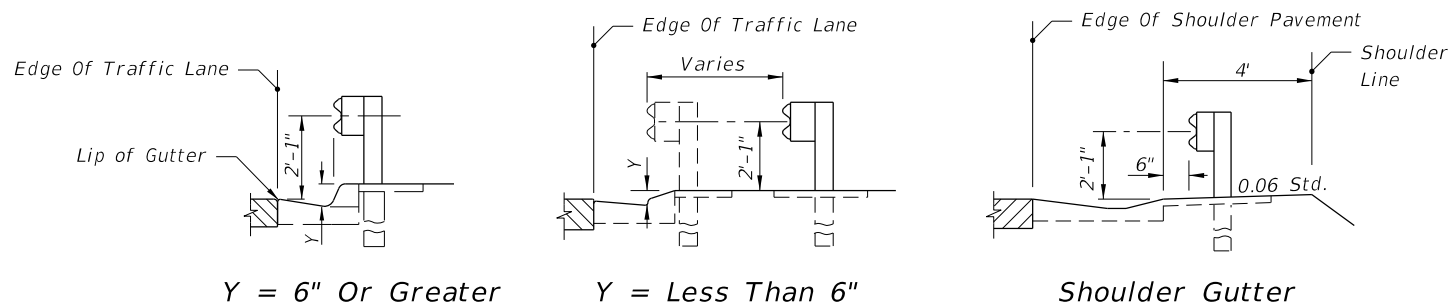 Edge Of Traffic Lane
Lip of Gutter
2'-1"
Y
Y = 6" Or Greater
Edge Of Traffic Lane
Varies
Y
2'-1"
Y = Less Than 6"
Edge Of Shoulder Pavement
Shoulder
Line
4'
2'-1"
6"
0.06 Std.
Shoulder Gutter